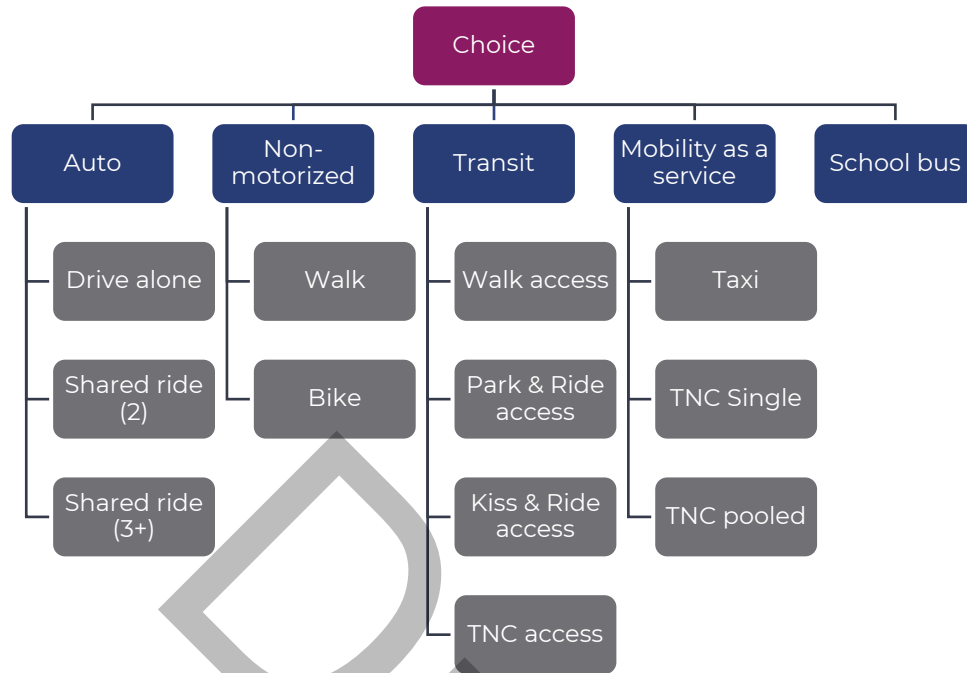 Choice
Auto
Non-
motorized
Transit
Mobility as a
service
School bus
Drive alone
Walk
Walk access
Taxi
Shared ride
(2)
Bike
Park & Ride
access
TNC Single
Shared ride
(3+)
Kiss & Ride
access
TNC pooled
TNC access